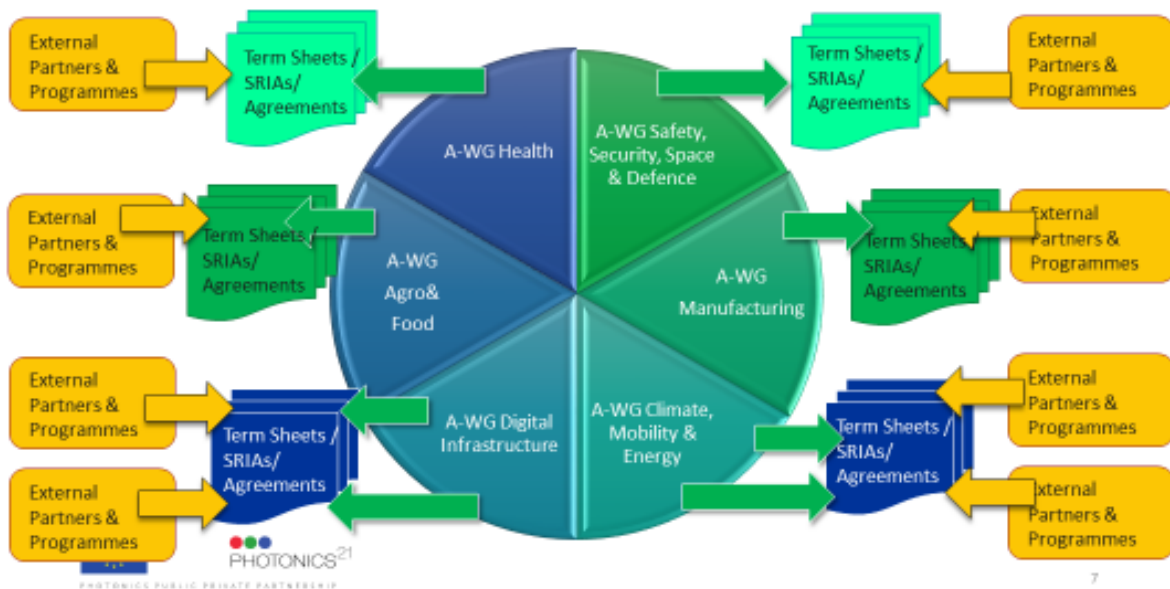 External
Partners &
Programmes
Term Sheets /
SRIAs/
Agreements
A-WG Health
A-WG Safety,
Security, Space
& Defence
Term Sheets /
SRIAs/
Agreements
External
Partners &
Programmes
External
Partners &
Programmes
Term Sheets /
SRIAs/
Agreements
A-WG
Agro&
Food
A-WG
Manufacturing
Term Sheets
SRIAs/
Agreements
External
Partners &
Programmes
External
Partners &
Programmes
Term Sheets /
SRIAs/
Agreements
A-WG Digital
Infrastructure
A-WG Climate,
Mobility &
Energy
Term Sheets /
SRIAs/
Agreements
External
Partners &
Programmes
External
Partners &
Programmes
External
Partners &
Programmes
PHOTONICS21
PHOTONICS PUBLIC PRIVATE PARTNERSHIP
7